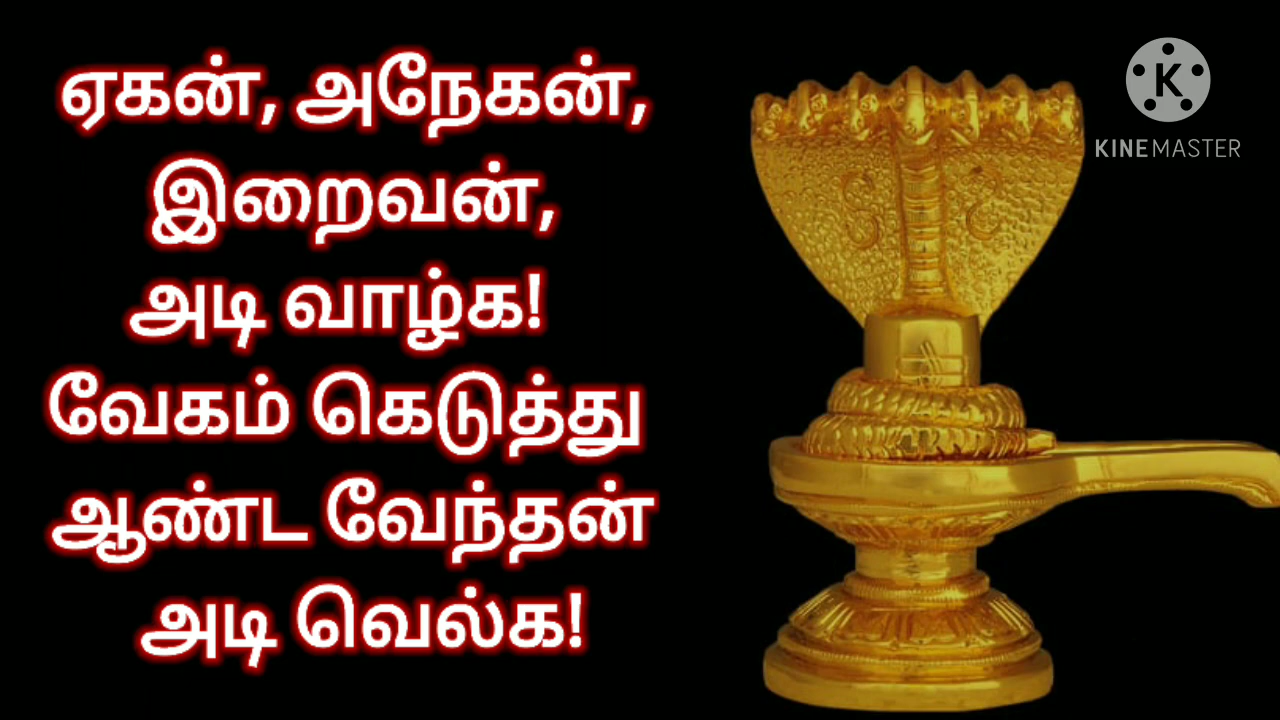 ஏகன், அநேகன்,
இறைவன்,
அடி வாழ்க!
வேகம் கெடுத்து
ஆண்ட வேந்தன்
அடி வெல்க!
K
KINEMASTER